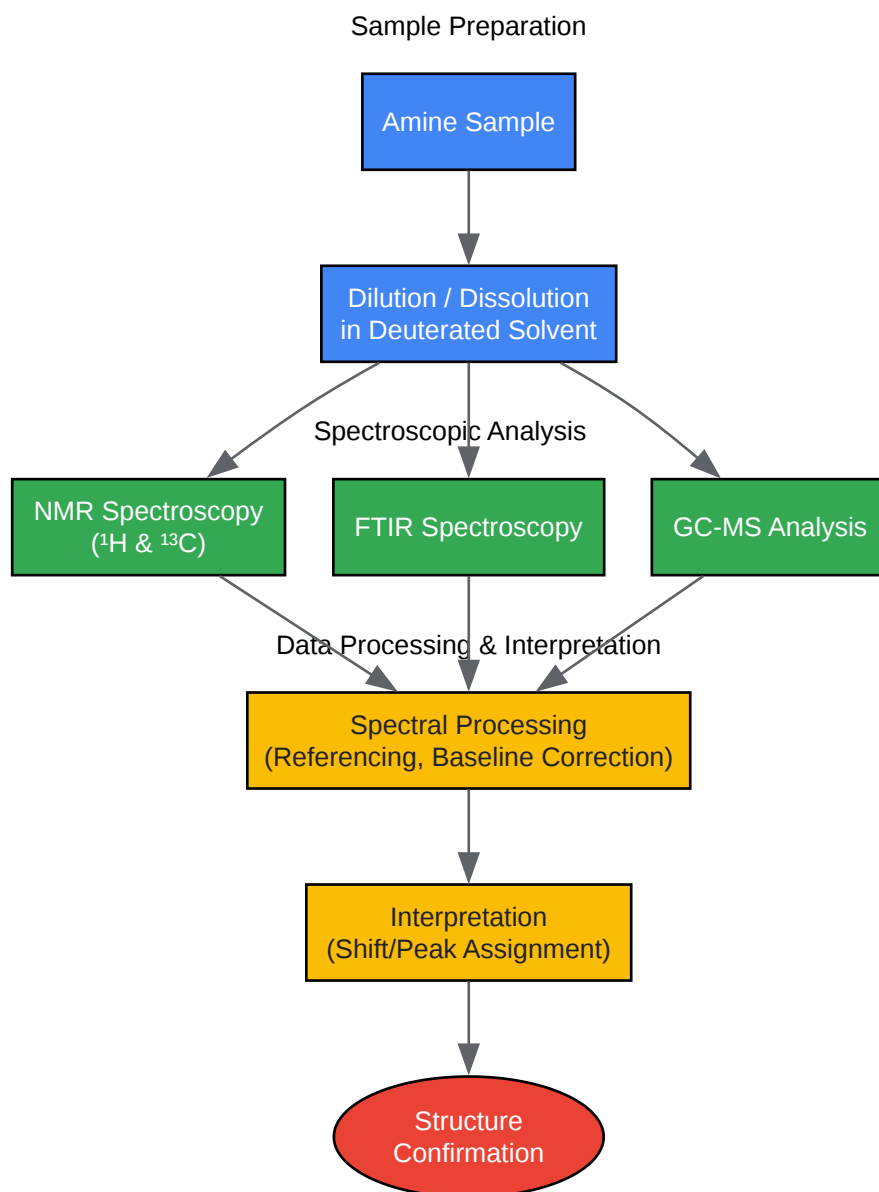 Sample Preparation
Amine Sample
Dilution / Dissolution
in Deuterated Solvent
Spectroscopic Analysis
NMR Spectroscopy
(¹H & ¹³C)
FTIR Spectroscopy
GC-MS Analysis
Data Processing & Interpretation
Spectral Processing
(Referencing, Baseline Correction)
Interpretation
(Shift/Peak Assignment)
Structure
Confirmation